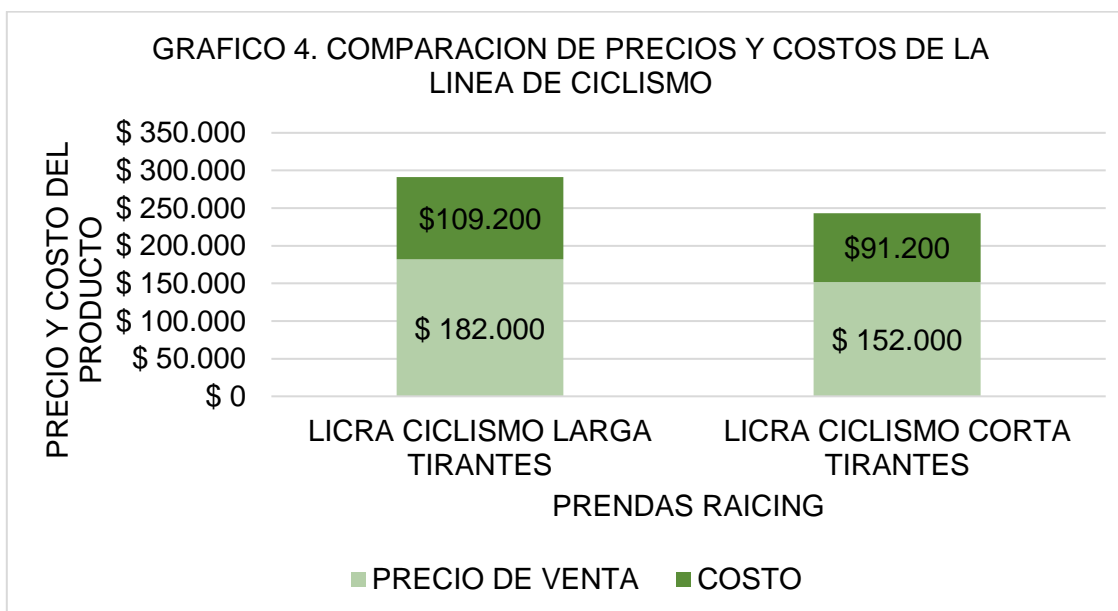 GRAFICO 4. COMPARACION DE PRECIOS Y COSTOS DE LA
LINEA DE CICLISMO
PRECIO Y COSTO DEL
PRODUCTO
$ 350.000
$ 300.000
$ 250.000
$ 200.000
$ 150.000
$ 100.000
$ 50.000
$ 0
$109.200
$91.200
$ 182.000
$ 152.000
LICRA CICLISMO LARGA
TIRANTES
LICRA CICLISMO CORTA
TIRANTES
PRENDAS RAICING
PRECIO DE VENTA
COSTO